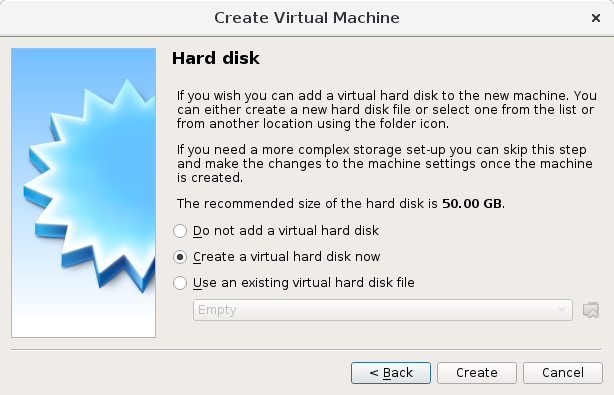 Create Virtual Machine
Hard disk
If you wish you can add a virtual hard disk to the new machine. You
can either create a new hard disk file or select one from the list or
from another location using the folder icon.
If you need a more complex storage set-up you can skip this step
and make the changes to the machine settings once the machine
is created.
The recommended size of the hard disk is 50.00 GB.
Do not add a virtual hard disk
Create a virtual hard disk now
Use an existing virtual hard disk file
Empty
< Back
Create
Cancel